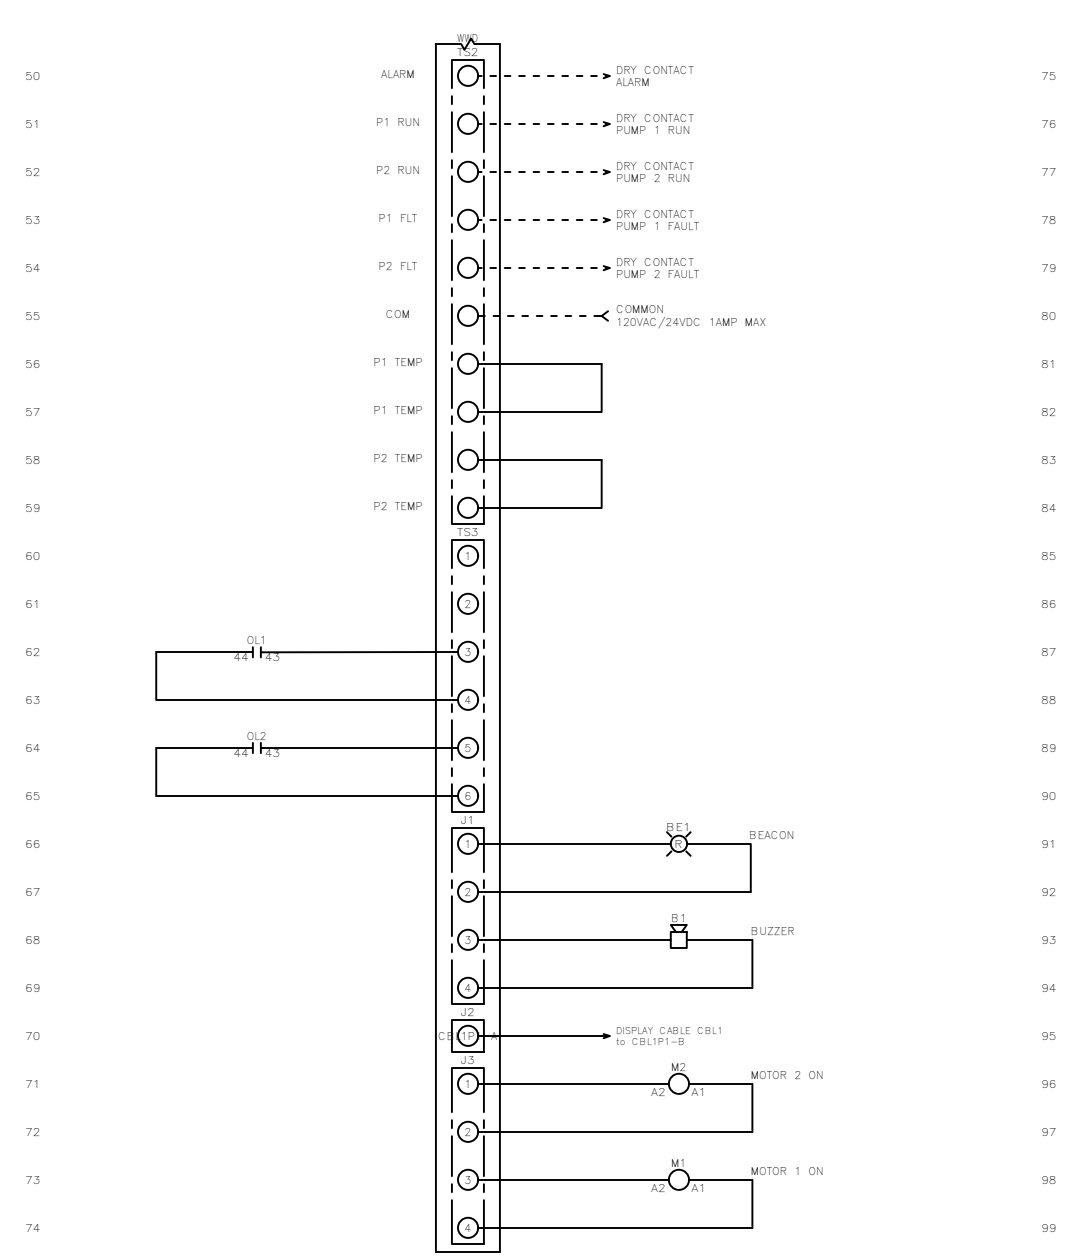 WWD
TS2
50 ALARM DRY CONTACT 75
ALARM
51 P1 RUN DRY CONTACT 76
PUMP 1 RUN
52 P2 RUN DRY CONTACT 77
PUMP 2 RUN
53 P1 FLT DRY CONTACT 78
PUMP 1 FAULT
54 P2 FLT DRY CONTACT 79
PUMP 2 FAULT
55 COM COMMON 80
120VAC/24VDC 1AMP MAX
56 P1 TEMP 81
57 P1 TEMP 82
58 P2 TEMP 83
59 P2 TEMP 84
TS3
60 1 85
61 2 86
OL1
62 44 43 3 87
63 4 88
OL2
64 44 43 5 89
65 6 90
J1
BE1
BEACON
66 1 R 91
67 2 92
B1
BUZZER
68 3 93
69 4 94
J2
70 CBL1P1-A DISPLAY CABLE CBL1 95
to CBL1P1-B
J3
M2
MOTOR 2 ON
71 1 A2 A1 96
72 2 97
M1
MOTOR 1 ON
73 3 A2 A1 98
74 4 99